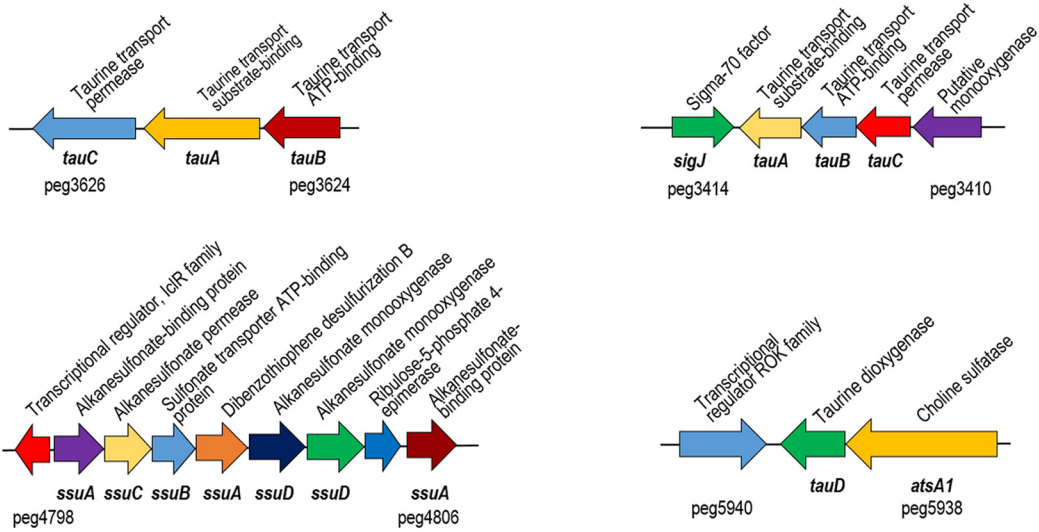 Taurine transport
permease
Taurine transport
substrate-binding
Taurine transport
ATP-binding
tauC
tauA
tauB
peg3626
peg3624
Sigma-70 factor
Taurine transport
substrate-binding
Taurine transport
ATP-binding
Taurine transport
permease
Putative
monooxygenase
sigJ
tauA
tauB
tauC
peg3414
peg3410
Transcriptional regulator, IclR family
Alkanesulfonate-binding protein
Alkanesulfonate permease
Sulfonate transporter ATP-binding
protein
Dibenzothiophene desulfurization B
Alkanesulfonate monooxygenase
Alkanesulfonate monooxygenase
Ribulose-5-phosphate 4-
epimerase
Alkanesulfonate-
binding protein
ssuA
ssuC
ssuB
ssuA
ssuD
ssuD
ssuA
peg4798
peg4806
Transcriptional
regulator ROK family
Taurine dioxygenase
Choline sulfatase
tauD
atsA1
peg5940
peg5938